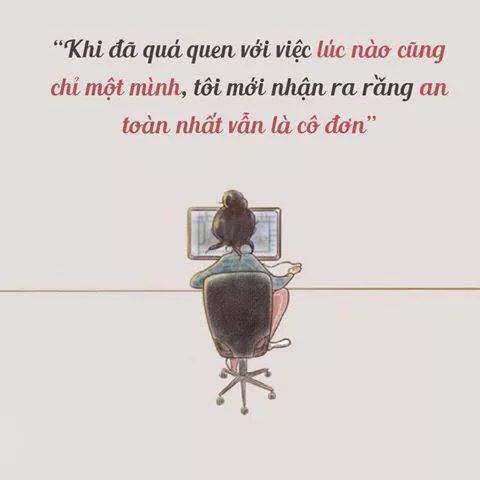 “Khi đã quá quen với việc lúc nào cũng
chỉ một mình, tôi mới nhận ra rằng an
toàn nhất vẫn là cô đơn”